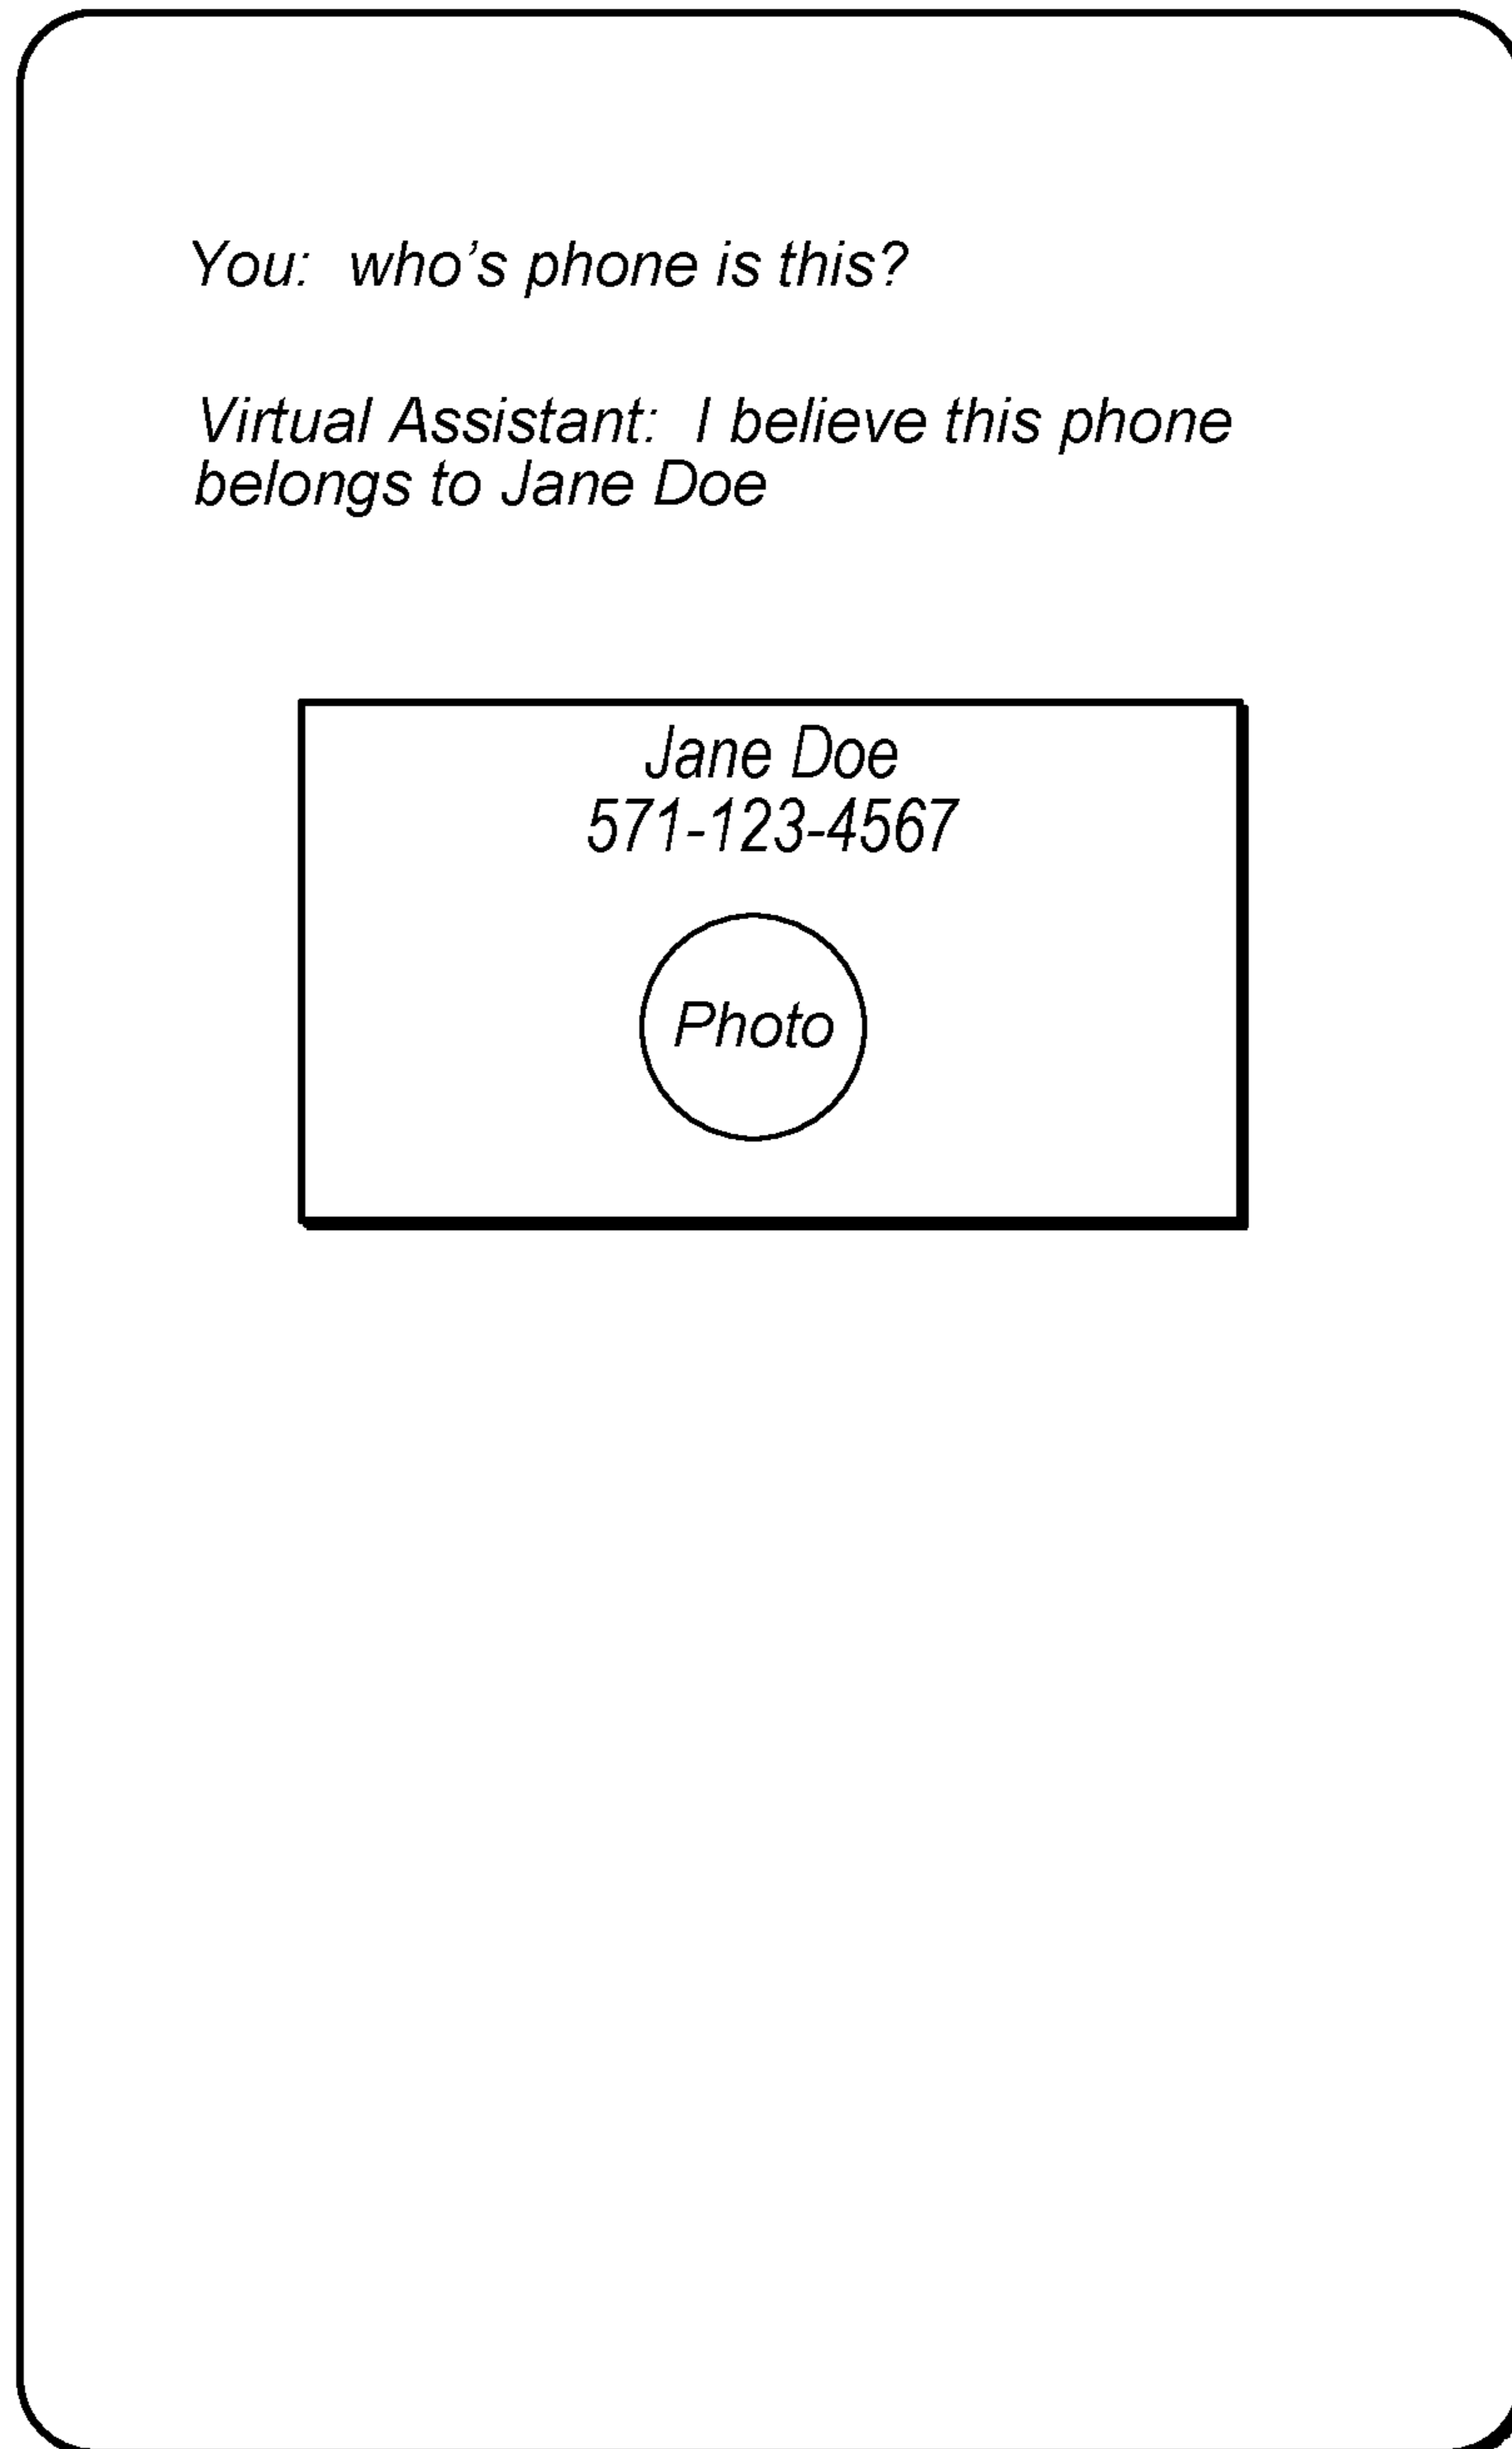 You: who’s phone is this?
Virtual Assistant: I believe this phone
belongs to Jane Doe
Jane Doe
571-123-4567
Photo